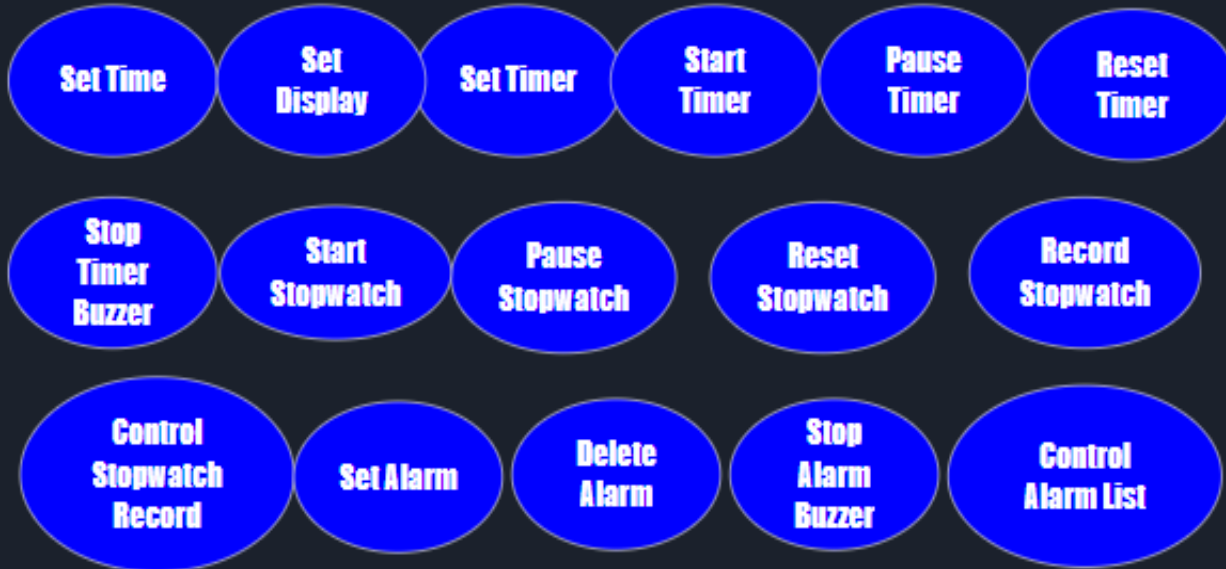 Set Time
Set
Display
Set Timer
Start
Timer
Pause
Timer
Reset
Timer
Stop
Timer
Buzzer
Start
Stopwatch
Pause
Stopwatch
Reset
Stopwatch
Record
Stopwatch
Control
Stopwatch
Record
Set Alarm
Delete
Alarm
Stop
Alarm
Buzzer
Control
Alarm List